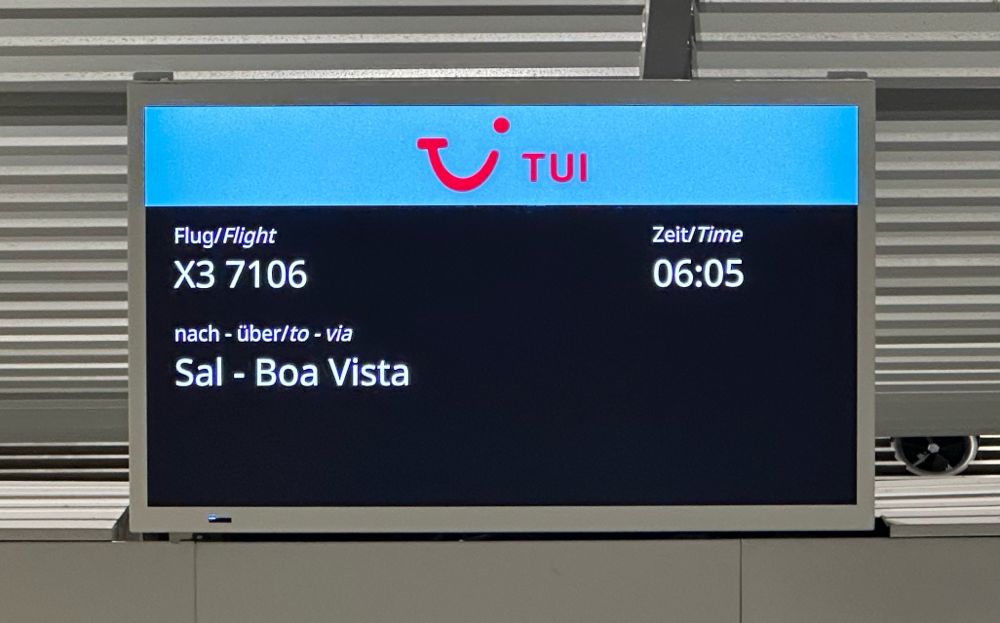 TUI
Flug/Flight
Zeit/Time
X3 7106
06:05
nach - über/to - via
Sal - Boa Vista